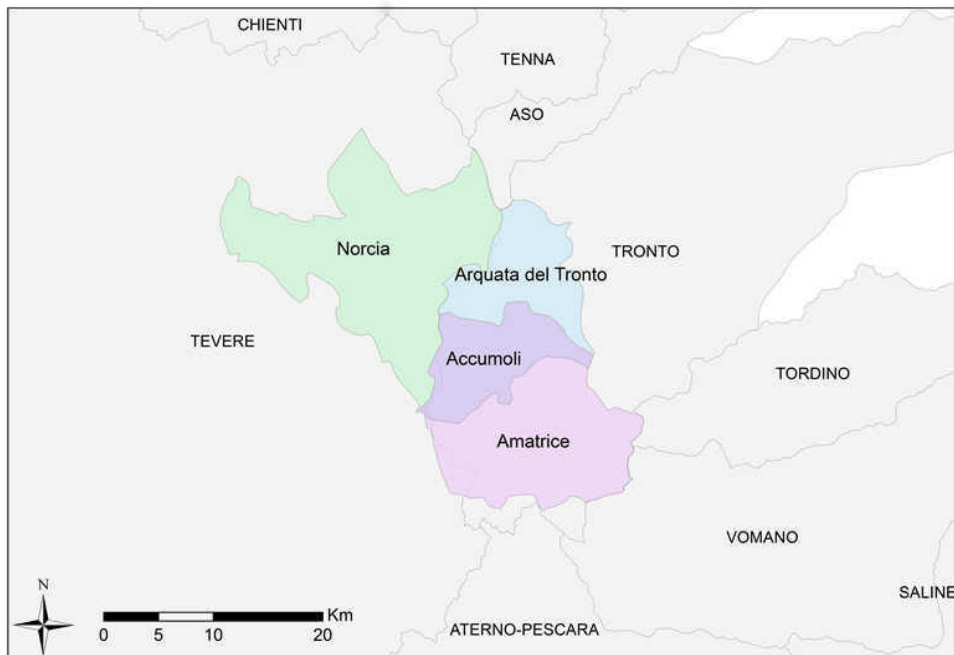 CHIENTI
TENNA
ASO
Norcia
TRONTO
Arquata del Tronto
TEVERE
Accumoli
TORDINO
Amatrice
VOMANO
N
SALINE
Km
0 5 10 20
ATERNO-PESCARA